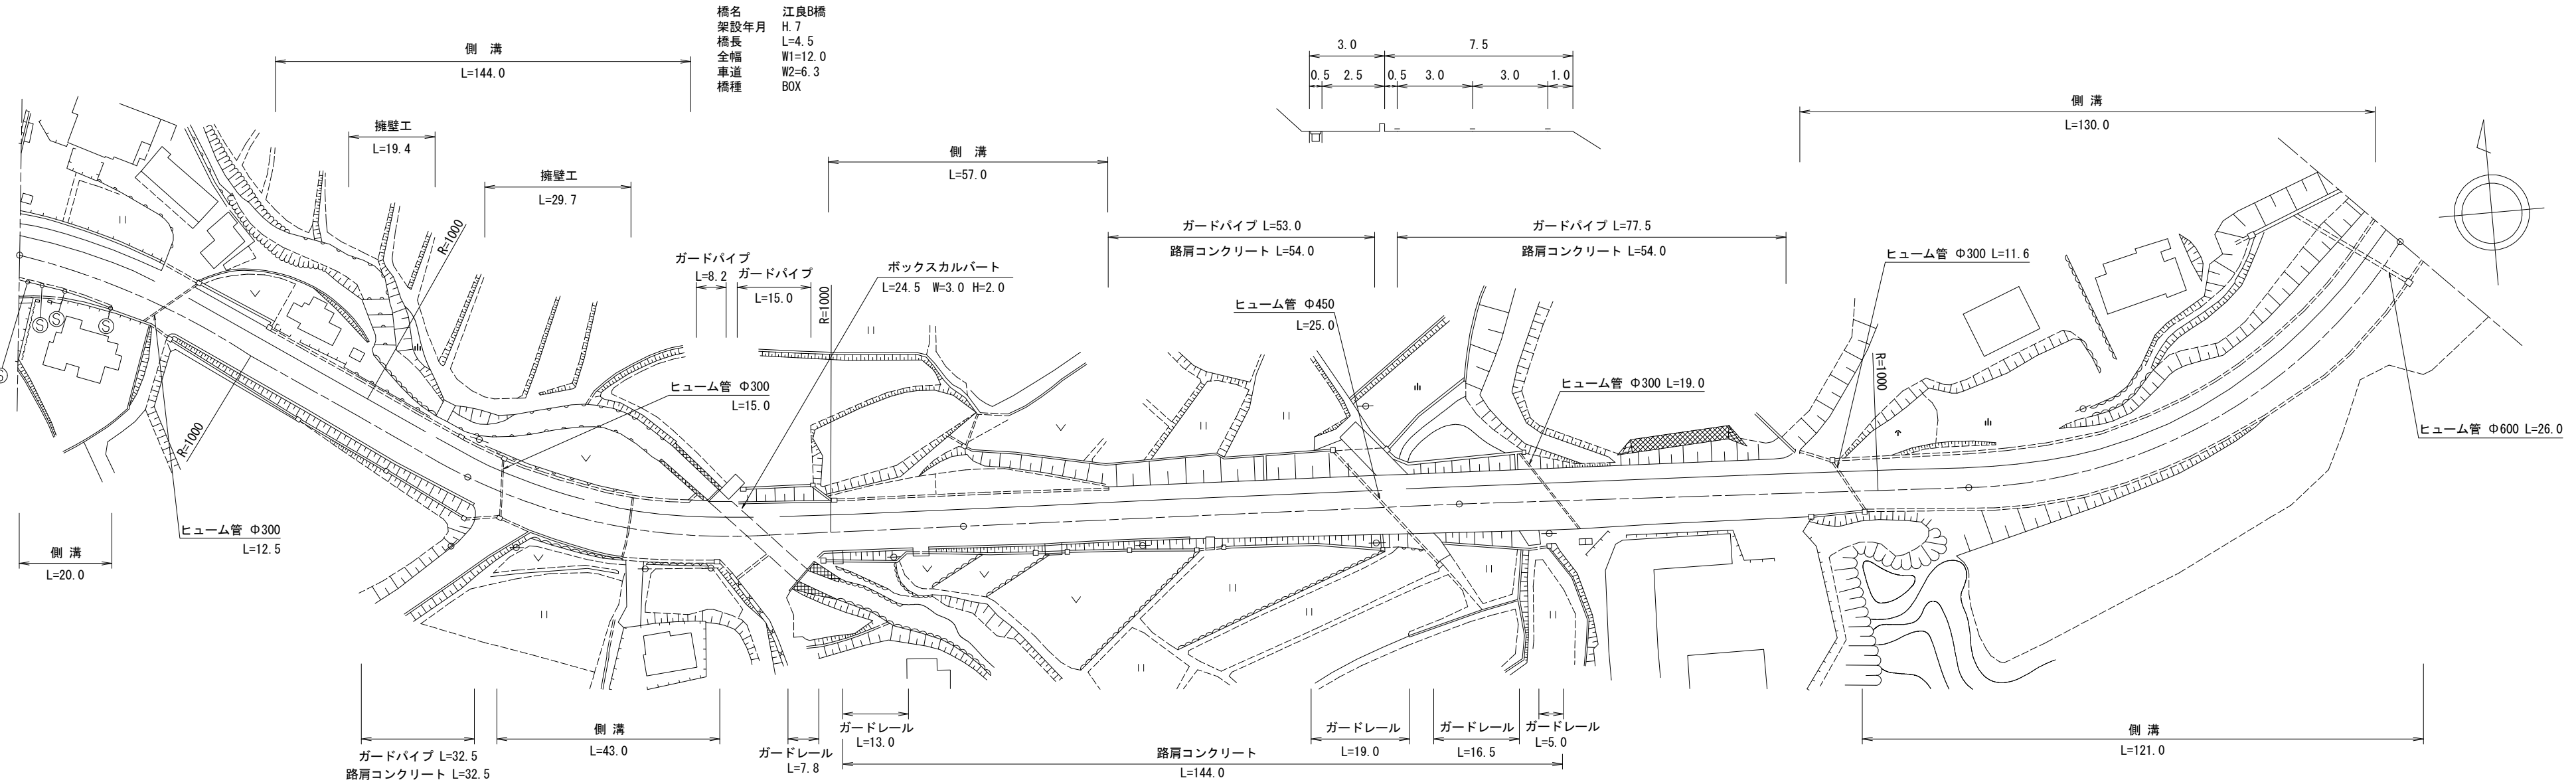 橋名 江良B橋
架設年月 H.7
橋長 L=4.5
全幅 W1=12.0
車道 W2=6.3
橋種 BOX
側 溝
L=144.0
擁壁工
L=19.4
擁壁工
L=29.7
側 溝
L=57.0
3.0 7.5
0.5 2.5 0.5 3.0 3.0 1.0
側 溝
L=130.0
ガードパイプ L=53.0
路肩コンクリート L=54.0
ガードパイプ L=77.5
路肩コンクリート L=54.0
R=1000
ガードパイプ
L=8.2
ガードパイプ
L=15.0
R=1000
ボックスカルバート
L=24.5 W=3.0 H=2.0
ヒューム管 Φ450
L=25.0
ヒューム管 Φ300 L=11.6
S
S
S
S
ヒューム管 Φ300
L=15.0
ヒューム管 Φ300 L=19.0
R=1000
R=1000
ヒューム管 Φ600 L=26.0
ヒューム管 Φ300
L=12.5
側 溝
L=20.0
ガードパイプ L=32.5
路肩コンクリート L=32.5
側 溝
L=43.0
ガードレール
L=7.8
ガードレール
L=13.0
路肩コンクリート
L=144.0
ガードレール
L=19.0
ガードレール
L=16.5
ガードレール
L=5.0
側 溝
L=121.0